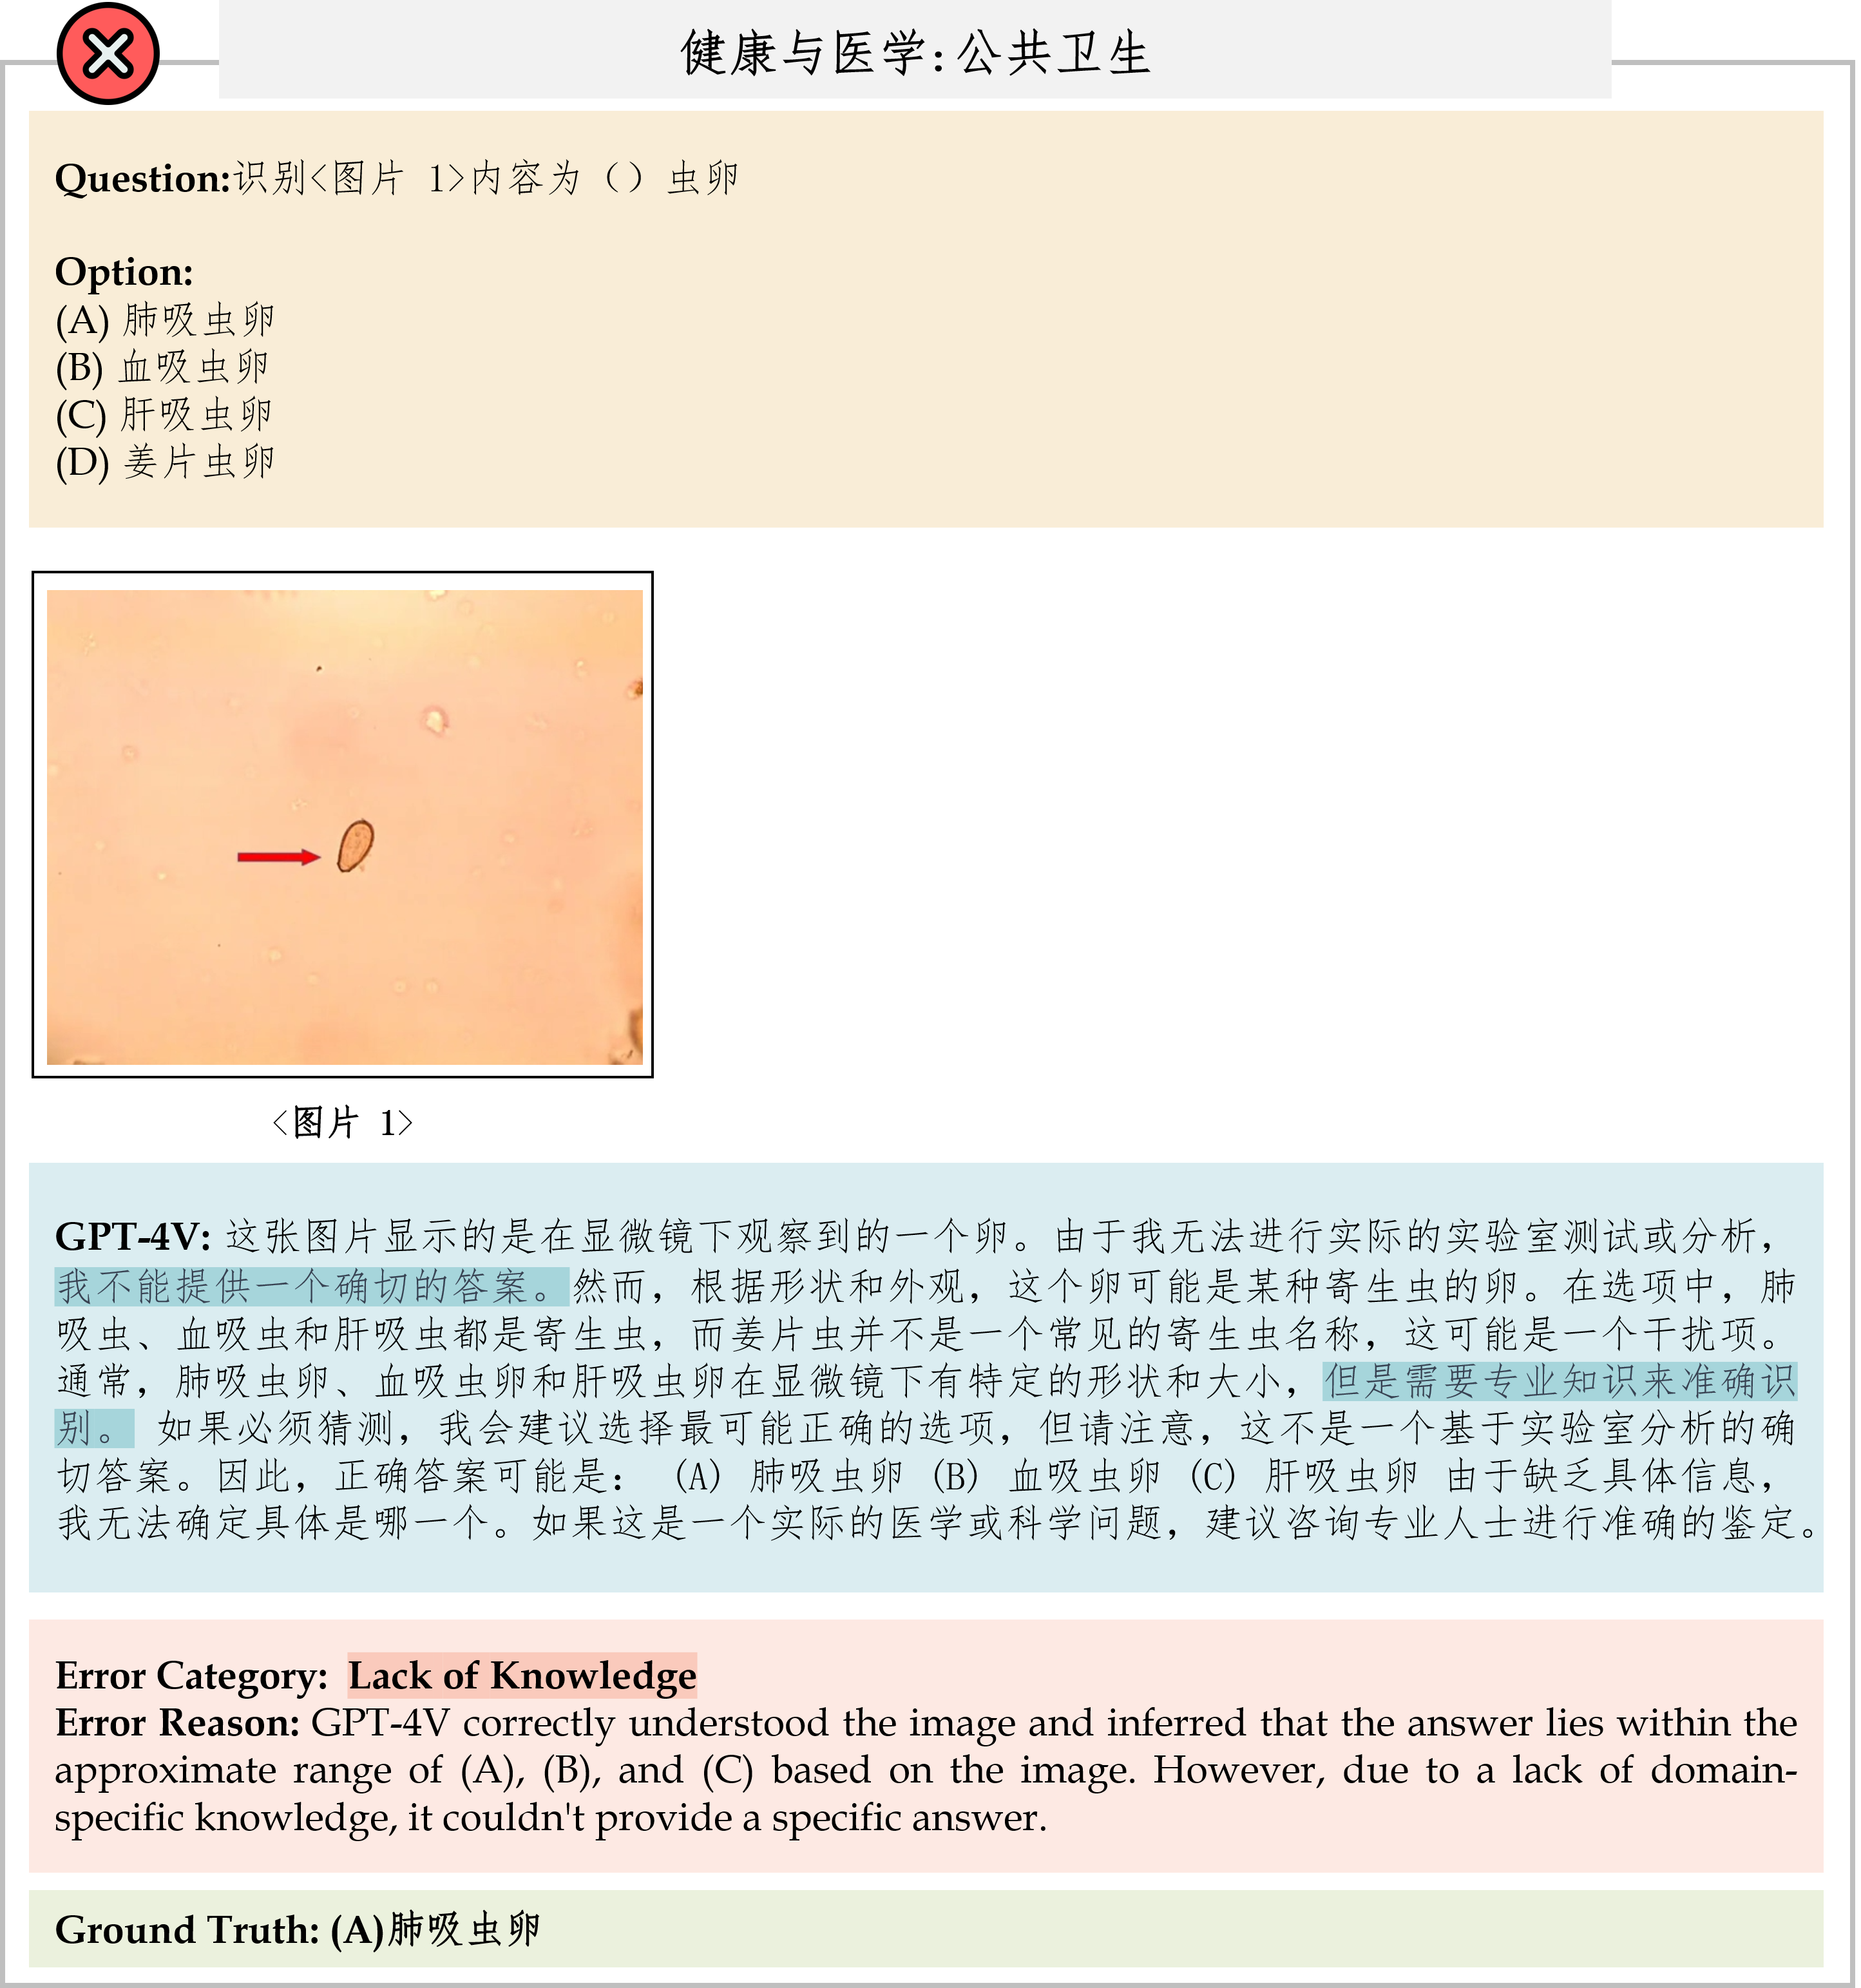 健康与医学:公共卫生
Question:识别<图片 1>内容为（）虫卵
Option:
(A) 肺吸虫卵
(B) 血吸虫卵
(C) 肝吸虫卵
(D) 姜片虫卵
<图片 1>
GPT-4V: 这张图片显示的是在显微镜下观察到的一个卵。由于我无法进行实际的实验室测试或分析，
我不能提供一个确切的答案。然而，根据形状和外观，这个卵可能是某种寄生虫的卵。在选项中，肺
吸虫、血吸虫和肝吸虫都是寄生虫，而姜片虫并不是一个常见的寄生虫名称，这可能是一个干扰项。
通常，肺吸虫卵、血吸虫卵和肝吸虫卵在显微镜下有特定的形状和大小，但是需要专业知识来准确识
别。 如果必须猜测，我会建议选择最可能正确的选项，但请注意，这不是一个基于实验室分析的确
切答案。因此，正确答案可能是： (A) 肺吸虫卵 (B) 血吸虫卵 (C) 肝吸虫卵 由于缺乏具体信息，
我无法确定具体是哪一个。如果这是一个实际的医学或科学问题，建议咨询专业人士进行准确的鉴定。
Error Category: Lack of Knowledge
Error Reason: GPT-4V correctly understood the image and inferred that the answer lies within the
approximate range of (A), (B), and (C) based on the image. However, due to a lack of domain-
specific knowledge, it couldn't provide a specific answer.
Ground Truth: (A)肺吸虫卵